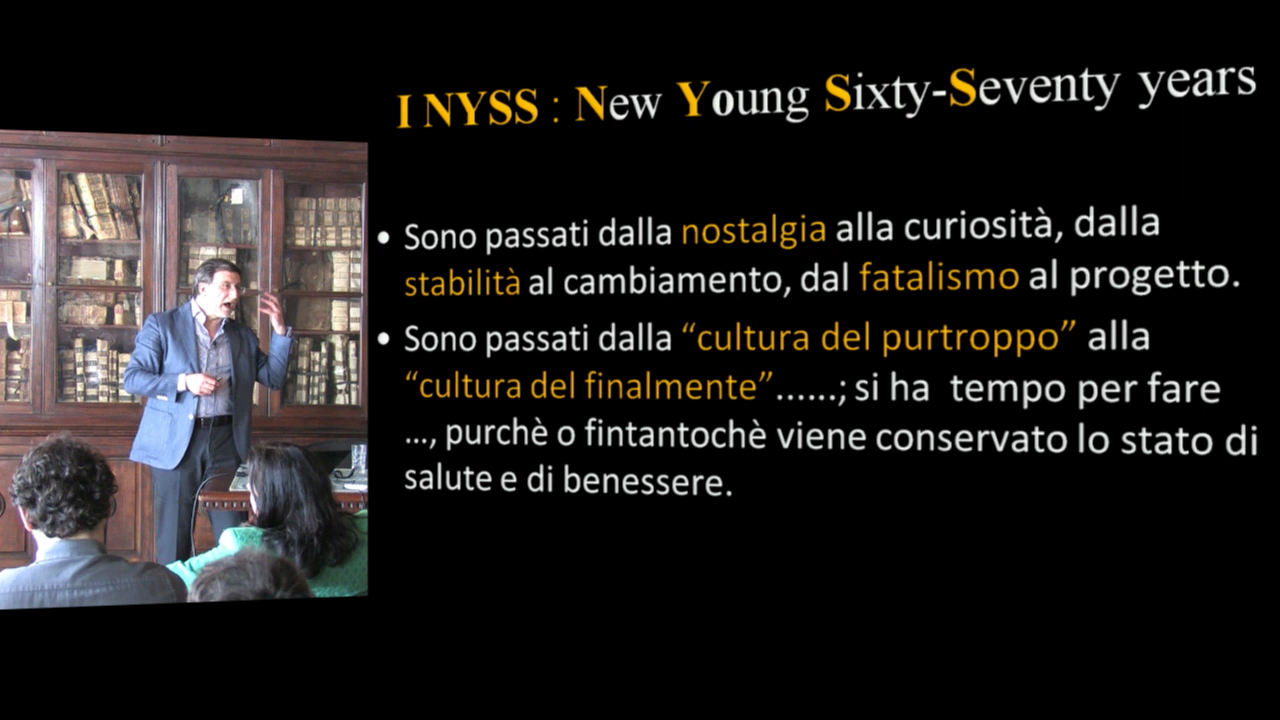 I NYSS : New Young Sixty-Seventy years
• Sono passati dalla nostalgia alla curiosità, dalla
stabilità al cambiamento, dal fatalismo al progetto.
• Sono passati dalla “cultura del purtroppo” alla
“cultura del finalmente”......; si ha  tempo per fare
…, purchè o fintantochè viene conservato lo stato di
salute e di benessere.